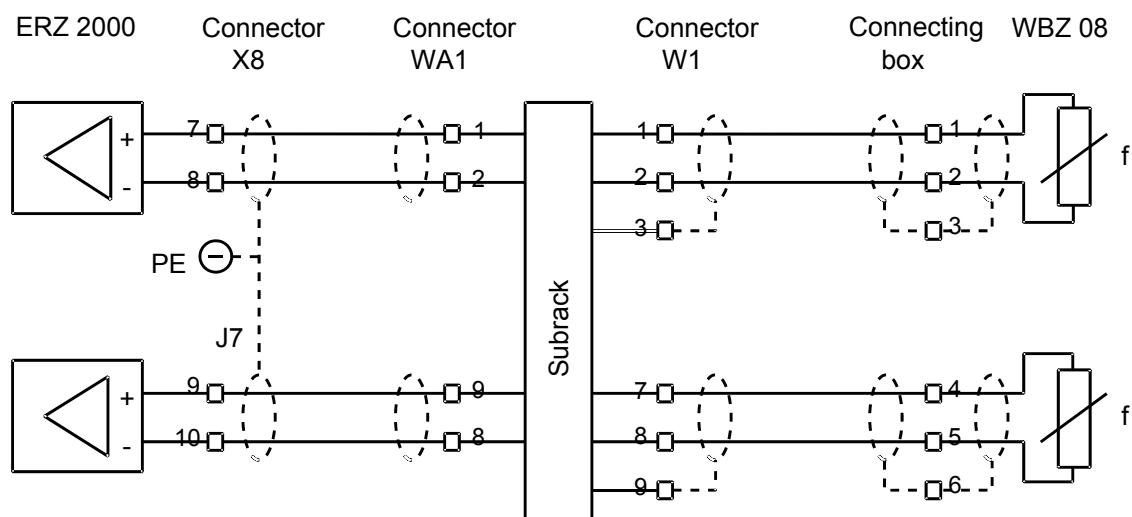 ERZ 2000 Connector Connector Connector Connecting WBZ 08
X8 WA1 W1 box
7 1 1 1
+ f
8 2 2 2
-
3 3
PE
J7
Subrack
9 9 7 4
+ f
10 8 8 5
-
9 6